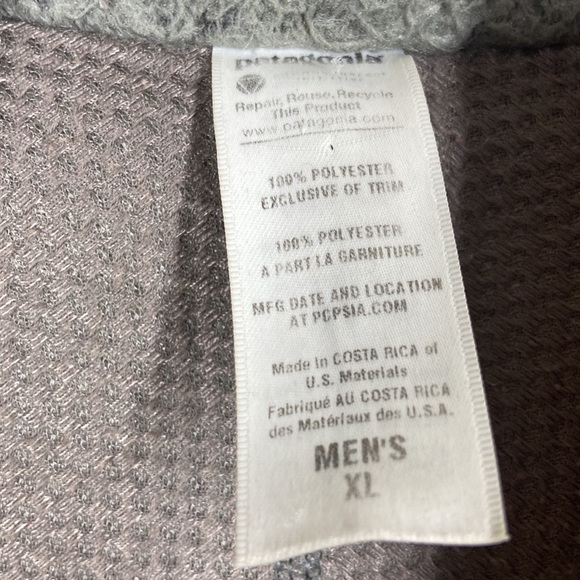 patagonia
Repair, Reuse, Recycle
This Product
www.patagonia.com
100% POLYESTER
EXCLUSIVE OF TRIM
100% POLYESTER
A PART LA GARNITURE
MFG DATE AND LOCATION
AT PCPSIA.COM
Made in COSTA RICA of
U.S. Materials
Fabriqué AU COSTA RICA
des Matériaux des U.S.A.
MEN'S
XL